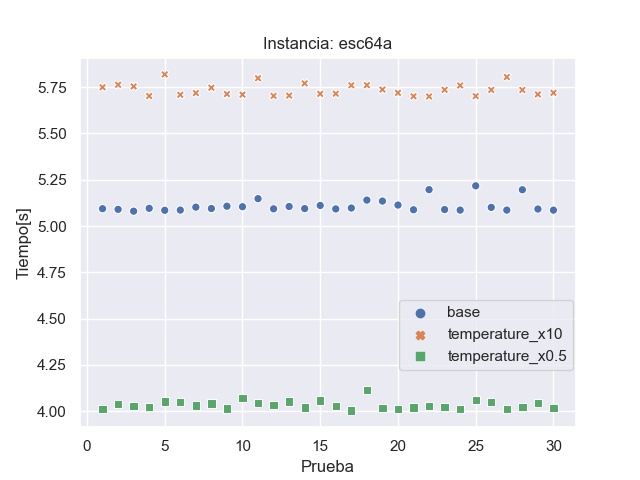 Instancia: esc64a
Tiempo[s]
5.75
5.50
5.25
5.00
4.75
4.50
4.25
4.00
base
temperature_x10
temperature_x0.5
0 5 10 15 20 25 30
Prueba